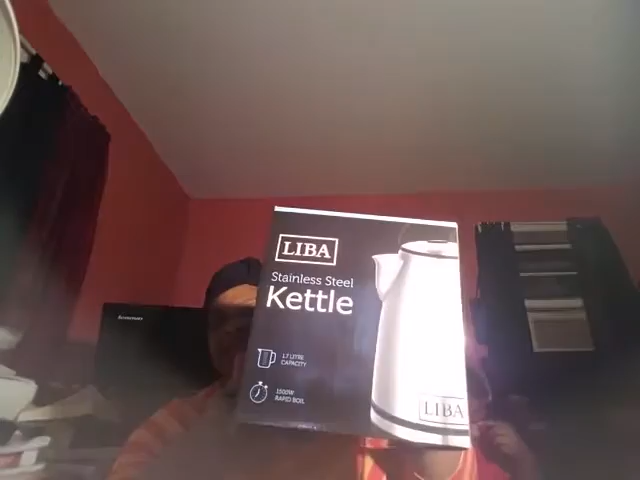 LIBA
Stainless Steel
Kettle
1.7 LITRE
CAPACITY
1500W
RAPID BOIL
LIBA
lenovo